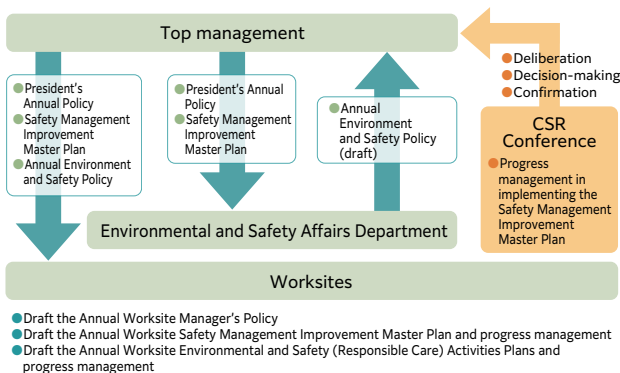 Top management
President's
Annual Policy
Safety Management
Improvement
Master Plan
Annual Environment
and Safety Policy
President's Annual
Policy
Safety Management
Improvement
Master Plan
Annual
Environment
and Safety Policy
(draft)
Deliberation
Decision-making
Confirmation
CSR
Conference
Progress
management in
implementing the
Safety Management
Improvement
Master Plan
Environmental and Safety Affairs Department
Worksites
Draft the Annual Worksite Manager's Policy
Draft the Annual Worksite Safety Management Improvement Master Plan and progress management
Draft the Annual Worksite Environmental and Safety (Responsible Care) Activities Plans and
progress management